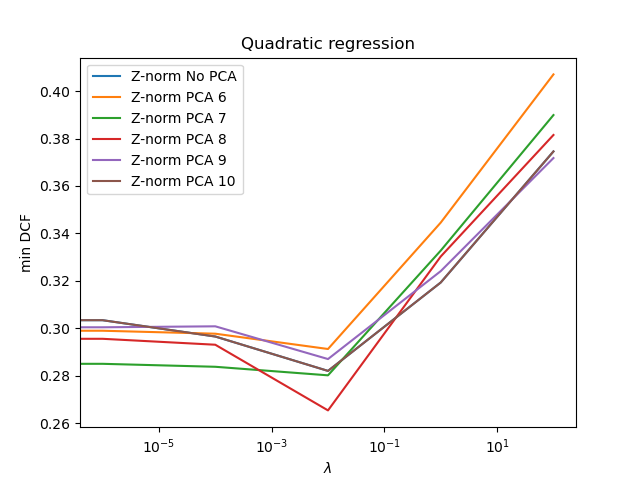 Quadratic regression
Z-norm No PCA
Z-norm PCA 6
Z-norm PCA 7
Z-norm PCA 8
Z-norm PCA 9
Z-norm PCA 10
min DCF
0.40
0.38
0.36
0.34
0.32
0.30
0.28
0.26
10⁻⁵ 10⁻³ 10⁻¹ 10¹
λ